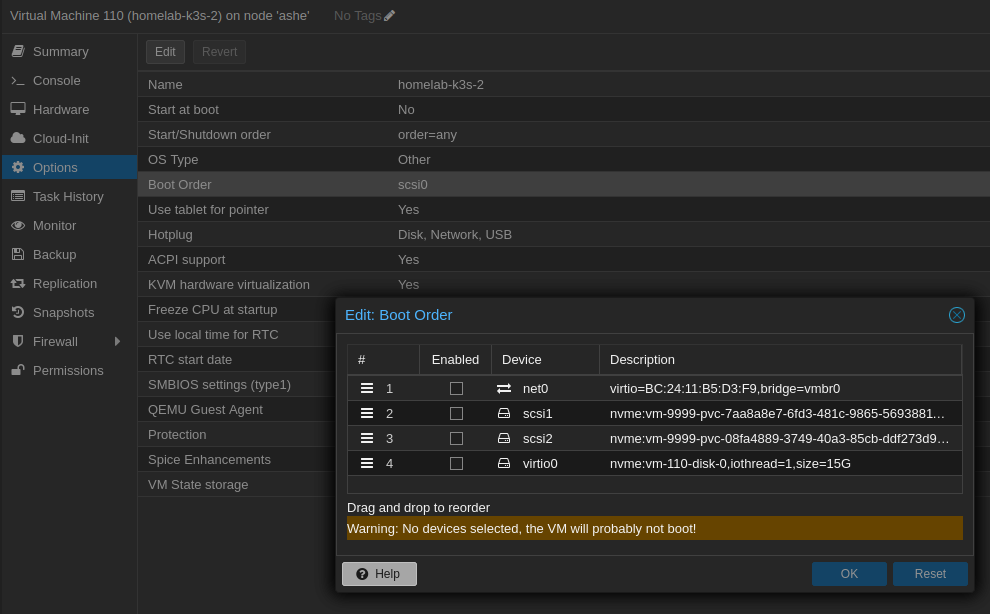 Virtual Machine 110 (homelab-k3s-2) on node 'ashe' No Tags
Summary
Console
Hardware
Cloud-Init
Options
Task History
Monitor
Backup
Replication
Snapshots
Firewall
Permissions
Edit Revert
Name homelab-k3s-2
Start at boot No
Start/Shutdown order order=any
OS Type Other
Boot Order scsi0
Use tablet for pointer Yes
Hotplug Disk, Network, USB
ACPI support Yes
KVM hardware virtualization Yes
Freeze CPU at startup
Use local time for RTC
RTC start date
SMBIOS settings (type1)
QEMU Guest Agent
Protection
Spice Enhancements
VM State storage
Edit: Boot Order
# Enabled Device Description
1 net0 virtio=BC:24:11:B5:D3:F9,bridge=vmbr0
2 scsi1 nvme:vm-9999-pvc-7aa8a8e7-6fd3-481c-9865-5693881...
3 scsi2 nvme:vm-9999-pvc-08fa4889-3749-40a3-85cb-ddf273d9...
4 virtio0 nvme:vm-110-disk-0,iothread=1,size=15G
Drag and drop to reorder
Warning: No devices selected, the VM will probably not boot!
Help OK Reset